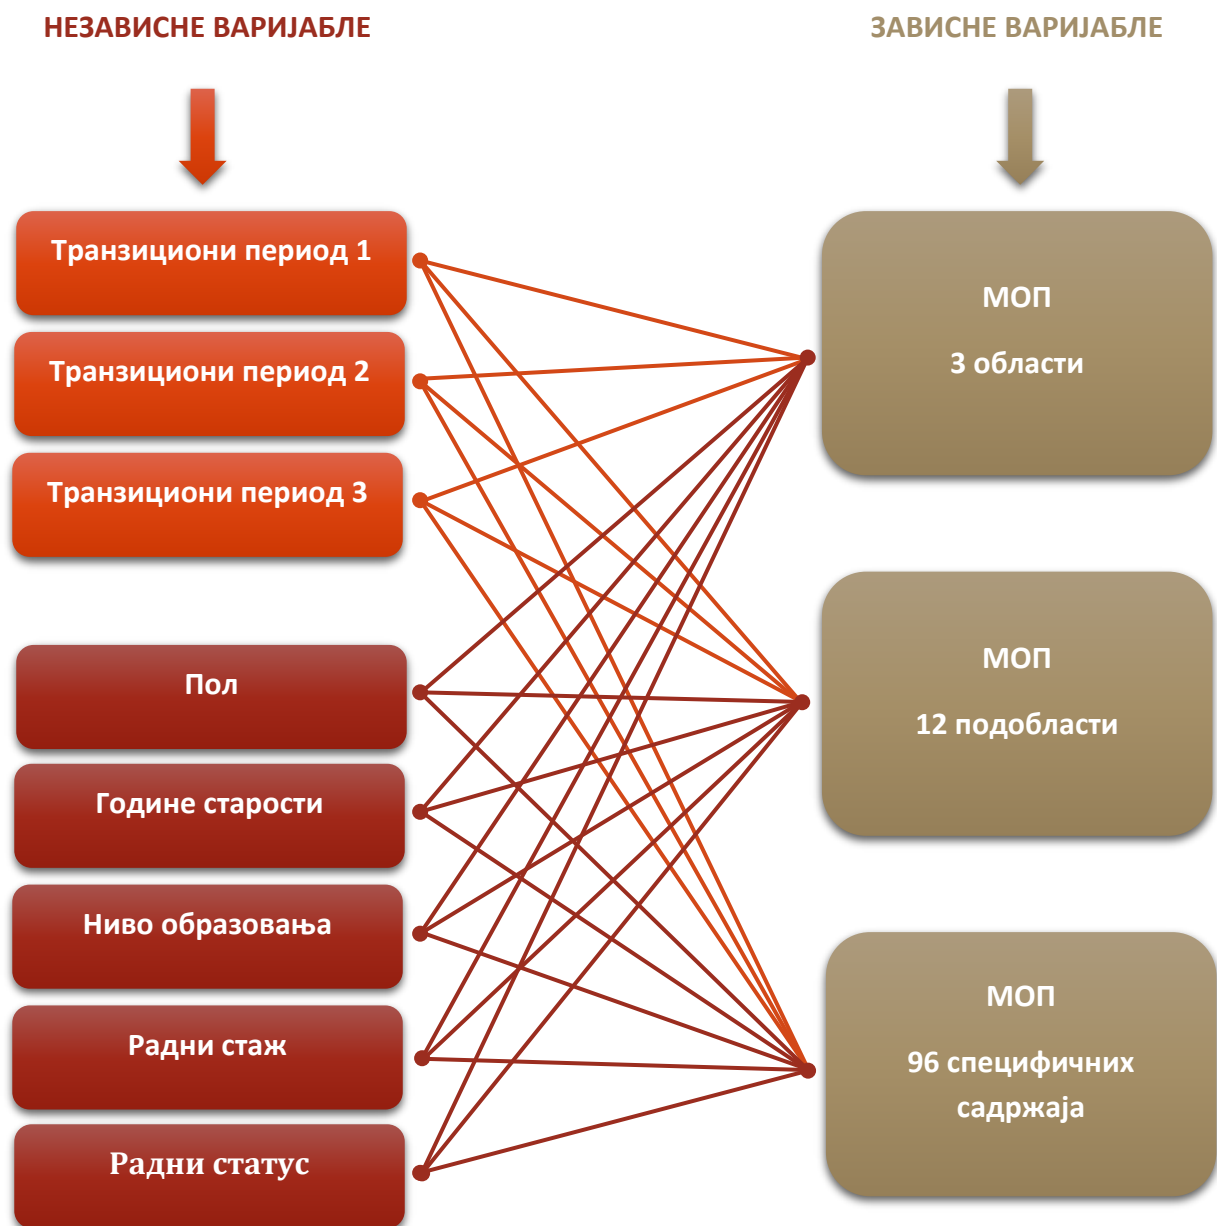 НЕЗАВИСНЕ ВАРИЈАБЛЕ
ЗАВИСНЕ ВАРИЈАБЛЕ
Транзициони период 1
Транзициони период 2
Транзициони период 3
Пол
Године старости
Ниво образовања
Радни стаж
Радни статус
МОП
3 области
МОП
12 подобласти
МОП
96 специфичних
садржаја